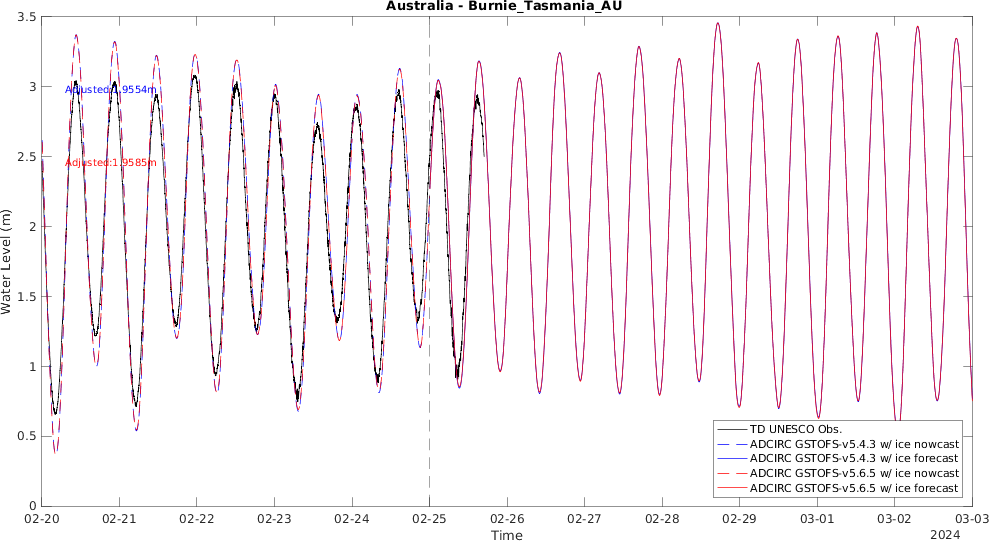 Australia - Burnie_Tasmania_AU
3.5
3
2.5
2
1.5
1
0.5
0
Water Level (m)
Adjusted:1.9554m
Adjusted:1.9585m
TD UNESCO Obs.
ADCIRC GSTOFS-v5.4.3 w/ ice nowcast
ADCIRC GSTOFS-v5.4.3 w/ ice forecast
ADCIRC GSTOFS-v5.6.5 w/ ice nowcast
ADCIRC GSTOFS-v5.6.5 w/ ice forecast
02-20 02-21 02-22 02-23 02-24 02-25 02-26 02-27 02-28 02-29 03-01 03-02 03-03
Time
2024